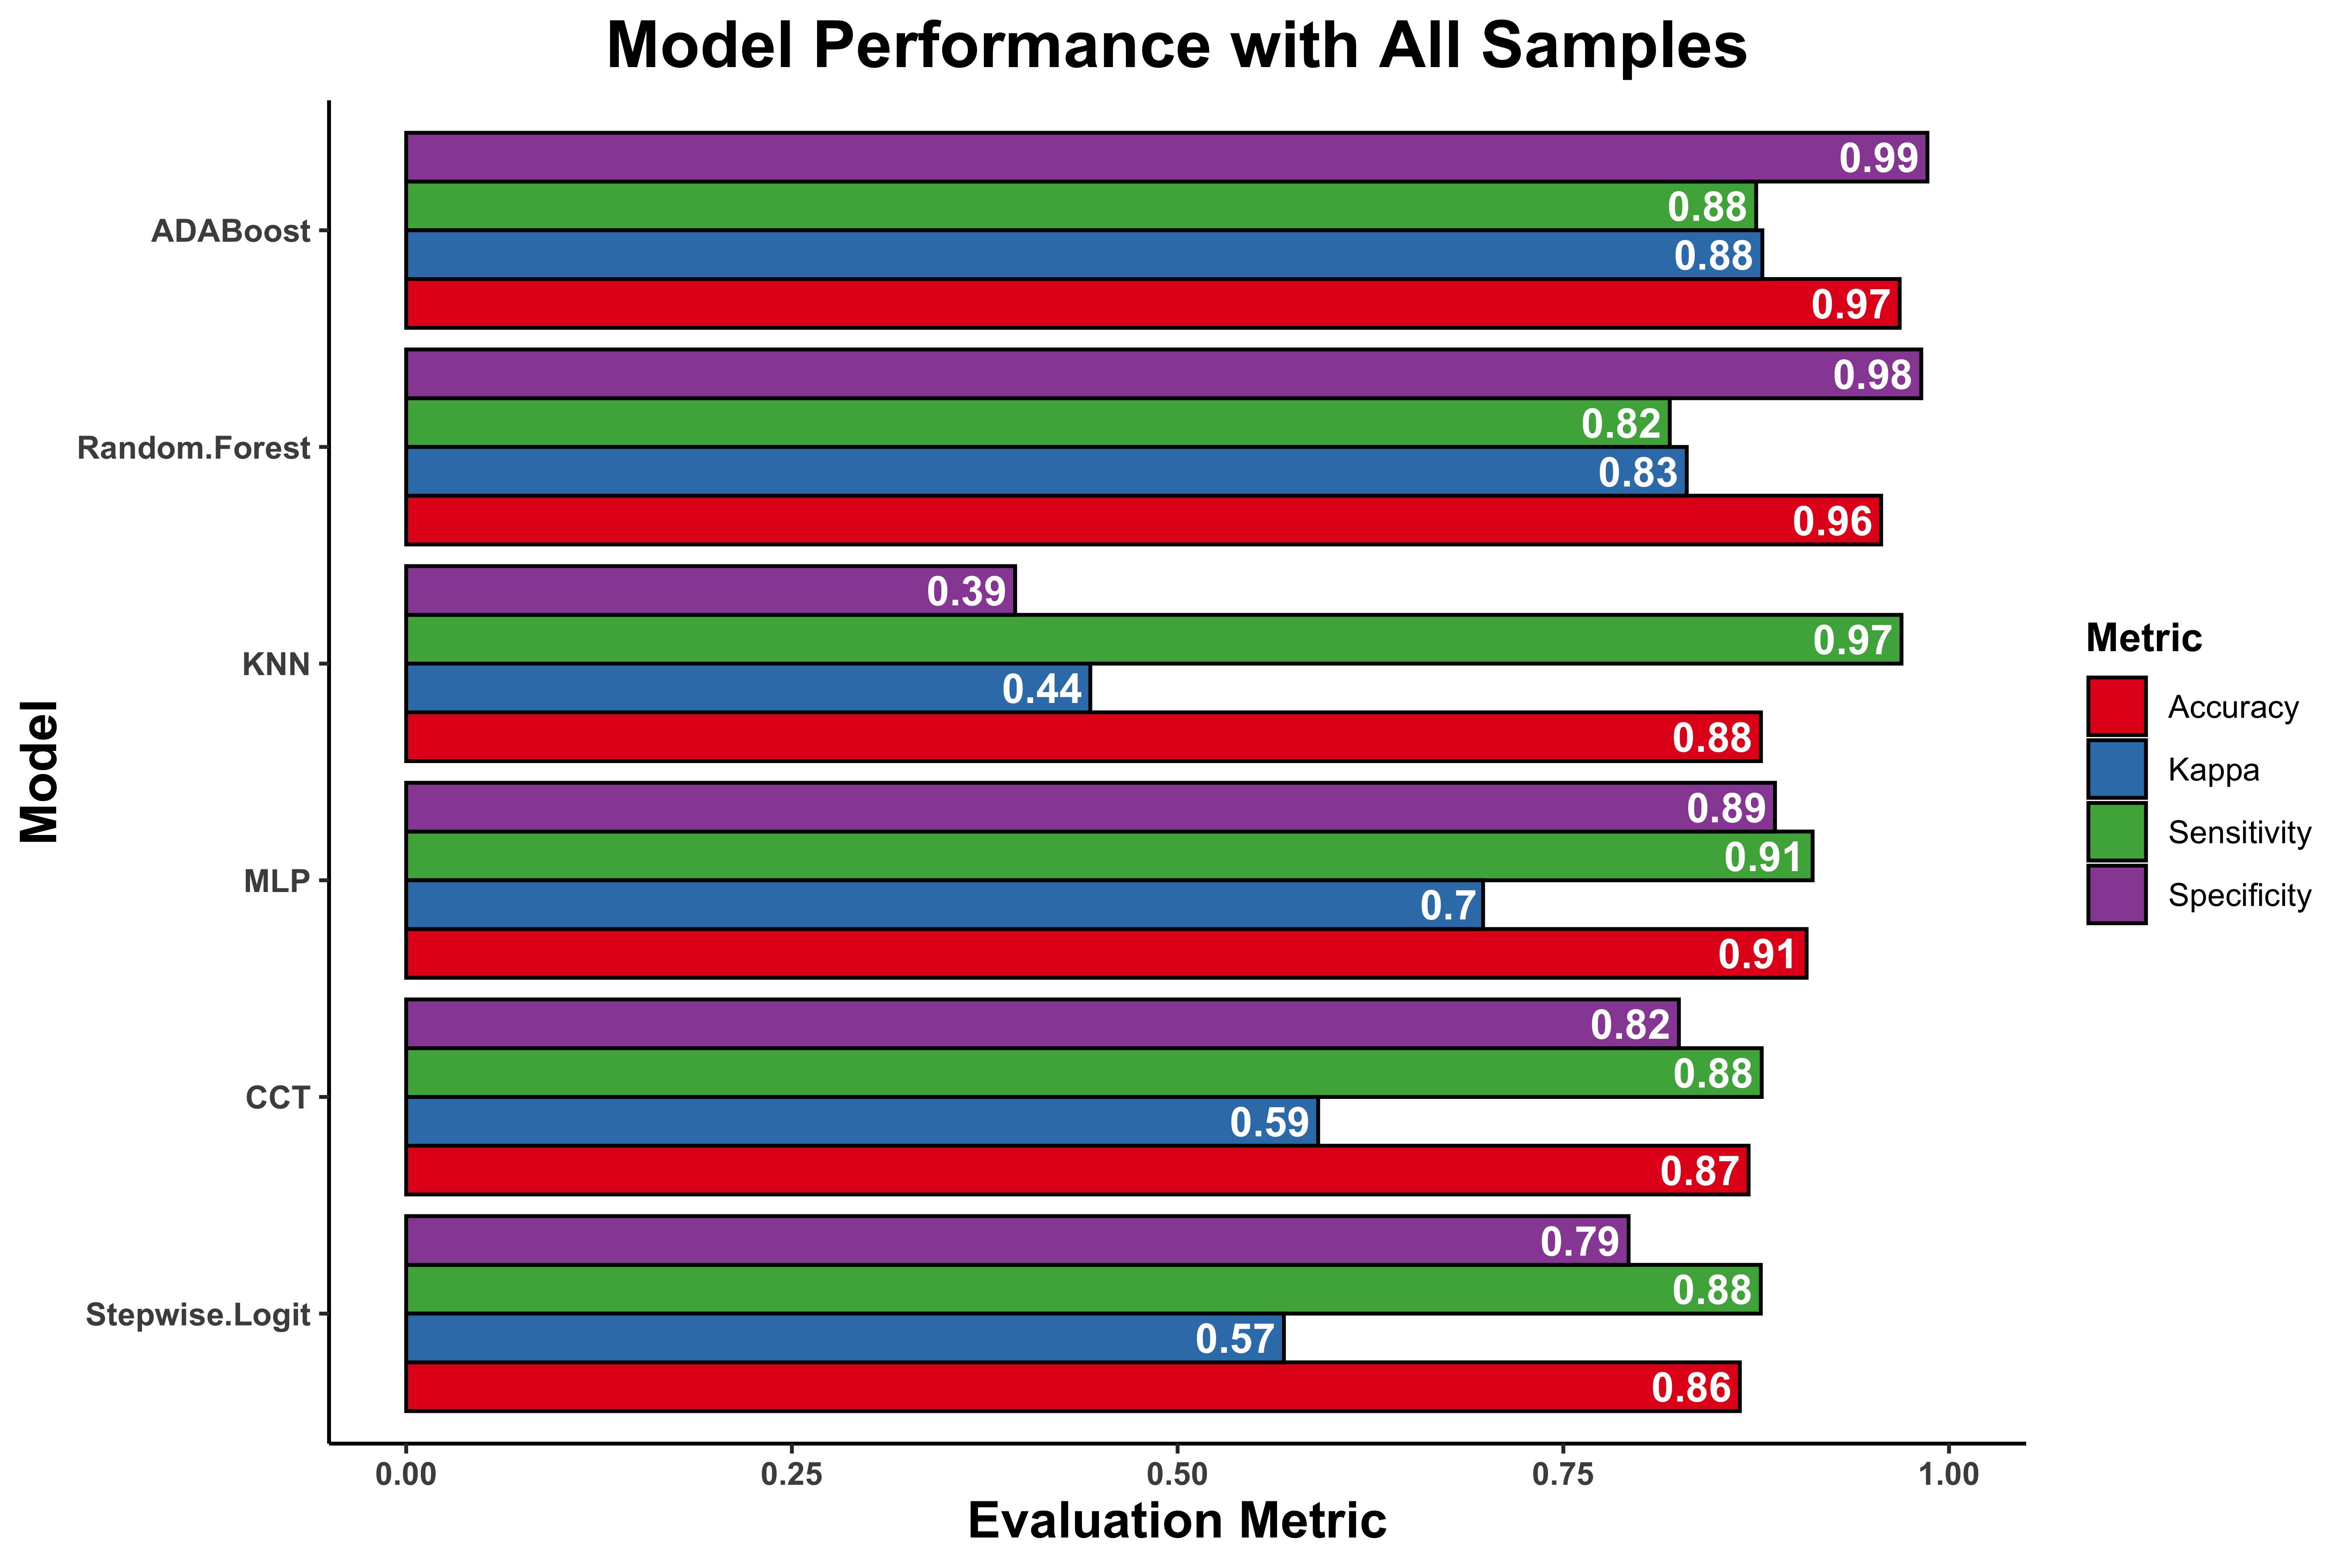 Model Performance with All Samples
ADABoost
0.99
0.88
0.88
0.97
Random.Forest
0.98
0.82
0.83
0.96
KNN
0.39
0.97
0.44
0.88
MLP
0.89
0.91
0.7
0.91
CCT
0.82
0.88
0.59
0.87
Stepwise.Logit
0.79
0.88
0.57
0.86
Model
0.00 0.25 0.50 0.75 1.00
Evaluation Metric
Metric
Accuracy
Kappa
Sensitivity
Specificity